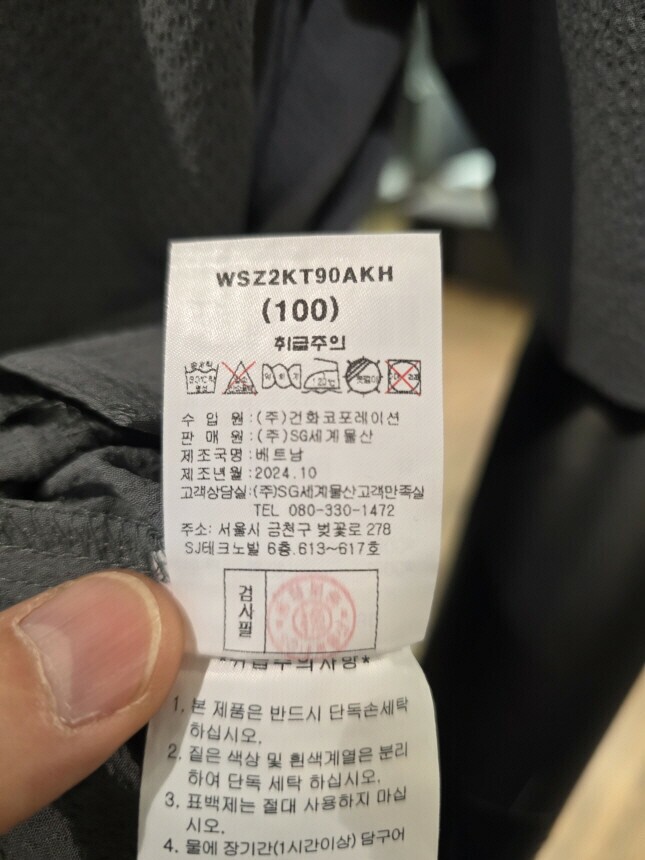 WSZ2KT90AKH
(100)
취급주의
수 입 원 : (주)건화코포레이션
판 매 원 : (주)SG세계물산
제조국명 : 베트남
제조년월 : 2024.10
고객상담실:(주)SG세계물산고객만족실
TEL 080-330-1472
주소: 서울시 금천구 벚꽃로 278
SJ테크노빌 6층.613~617호
검사필
*취급주의사항*
1. 본 제품은 반드시 단독손세탁
하십시오.
2. 짙은 색상 및 흰색계열은 분리
하여 단독 세탁 하십시오.
3. 표백제는 절대 사용하지 마십
시오.
4. 물에 장기간(1시간이상) 담구어